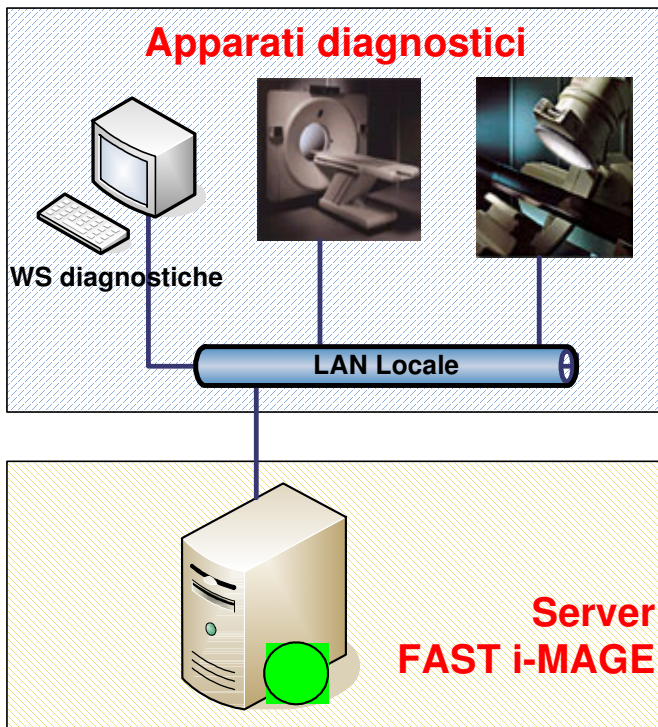 Apparati diagnostici
WS diagnostiche
LAN Locale
Server
FAST i-MAGE